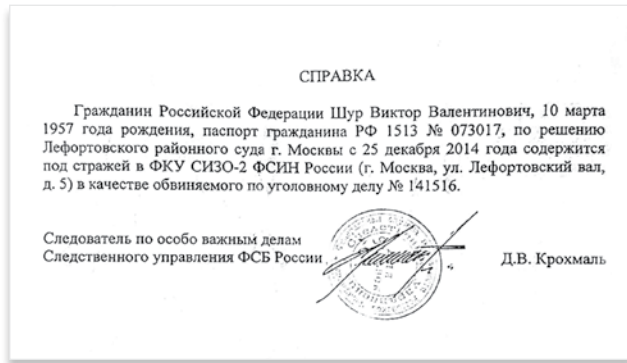 СПРАВКА
Гражданин Российской Федерации Шур Виктор Валентинович, 10 марта
1957 года рождения, паспорт гражданина РФ 1513 № 073017, по решению
Лефортовского районного суда г. Москвы с 25 декабря 2014 года содержится
под стражей в ФКУ СИЗО-2 ФСИН России (г. Москва, ул. Лефортовский вал,
д. 5) в качестве обвиняемого по уголовному делу № 141516.
Следователь по особо важным делам
Следственного управления ФСБ России
Д.В. Крохмаль